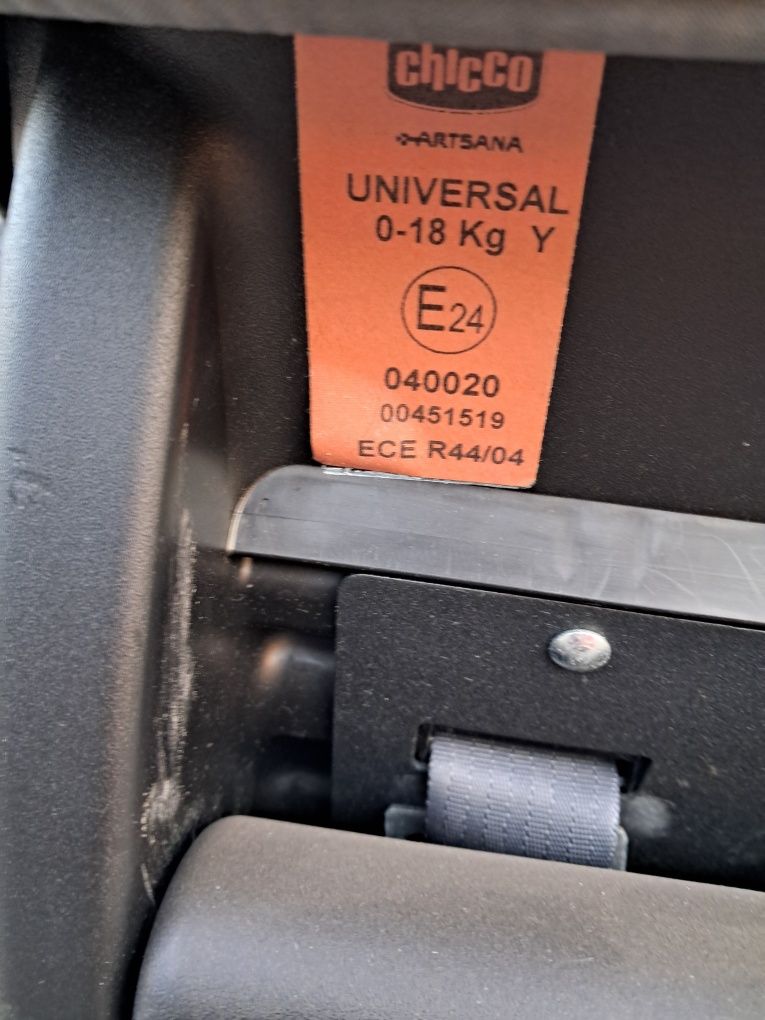 chicco
ARTSANA
UNIVERSAL
0-18 Kg Y
E24
040020
00451519
ECE R44/04